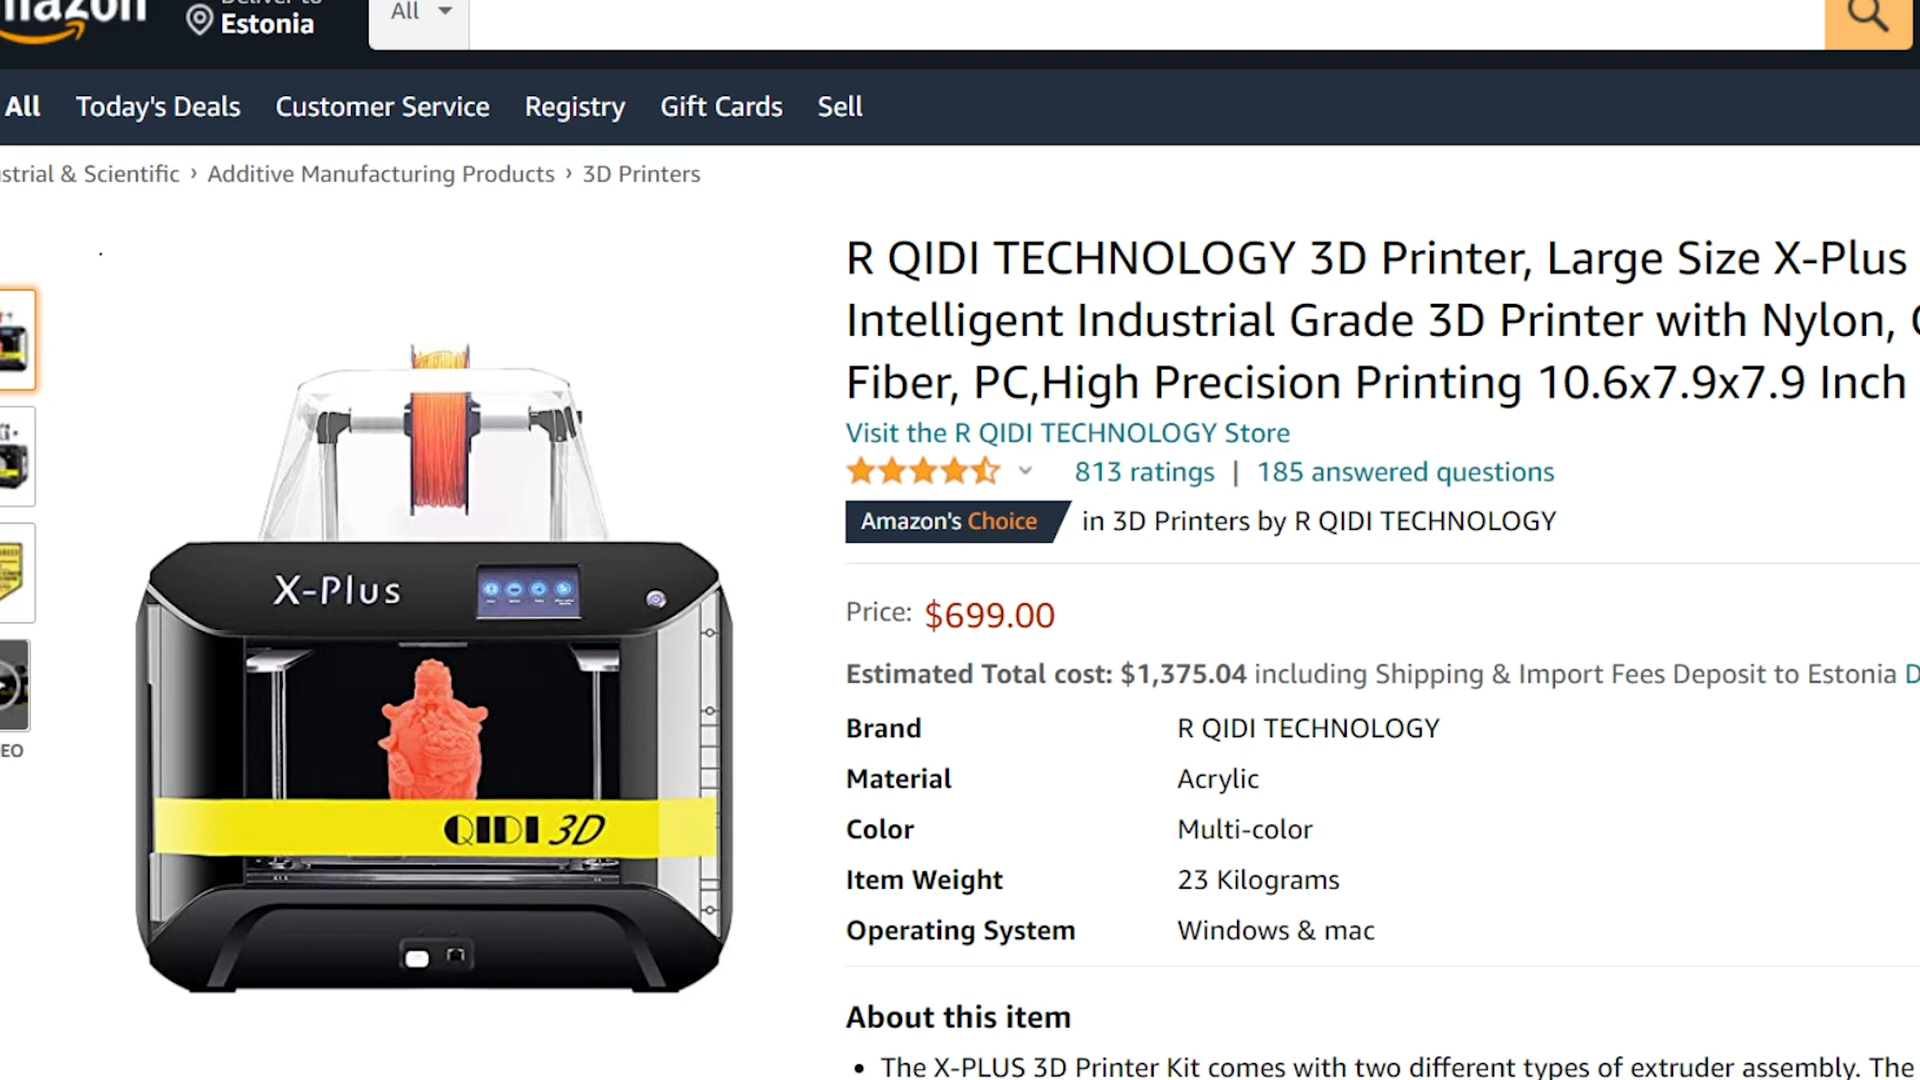 Estonia
All
All Today's Deals Customer Service Registry Gift Cards Sell
& Scientific › Additive Manufacturing Products › 3D Printers
R QIDI TECHNOLOGY 3D Printer, Large Size X-Plus
Intelligent Industrial Grade 3D Printer with Nylon,
Fiber, PC,High Precision Printing 10.6x7.9x7.9 Inch
Visit the R QIDI TECHNOLOGY Store
813 ratings | 185 answered questions
Amazon's Choice in 3D Printers by R QIDI TECHNOLOGY
X-Plus
Price: $699.00
Estimated Total cost: $1,375.04 including Shipping & Import Fees Deposit to Estonia
Brand R QIDI TECHNOLOGY
Material Acrylic
Color Multi-color
QIDI 3D
Item Weight 23 Kilograms
Operating System Windows & mac
About this item
• The X-PLUS 3D Printer Kit comes with two different types of extruder assembly. The